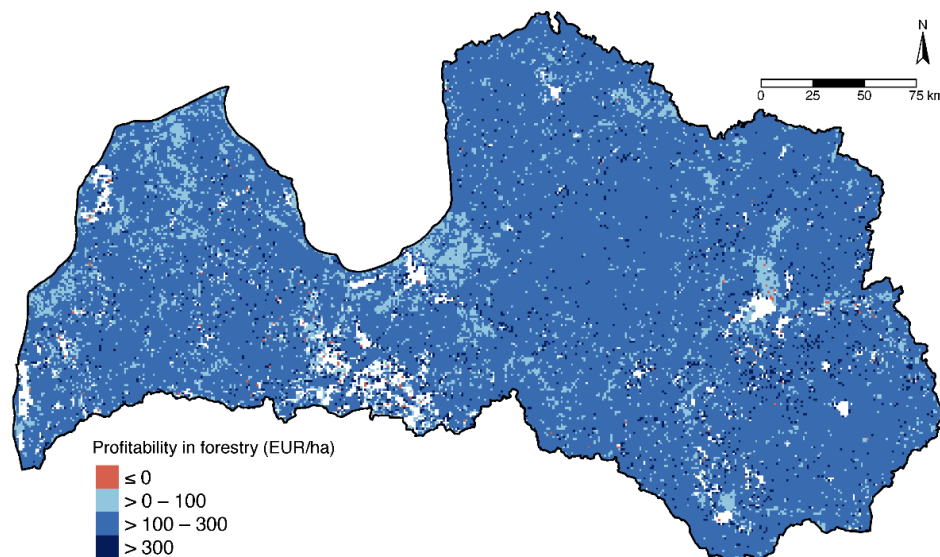 N
0 25 50 75 km
Profitability in forestry (EUR/ha)
≤ 0
> 0 – 100
> 100 – 300
> 300